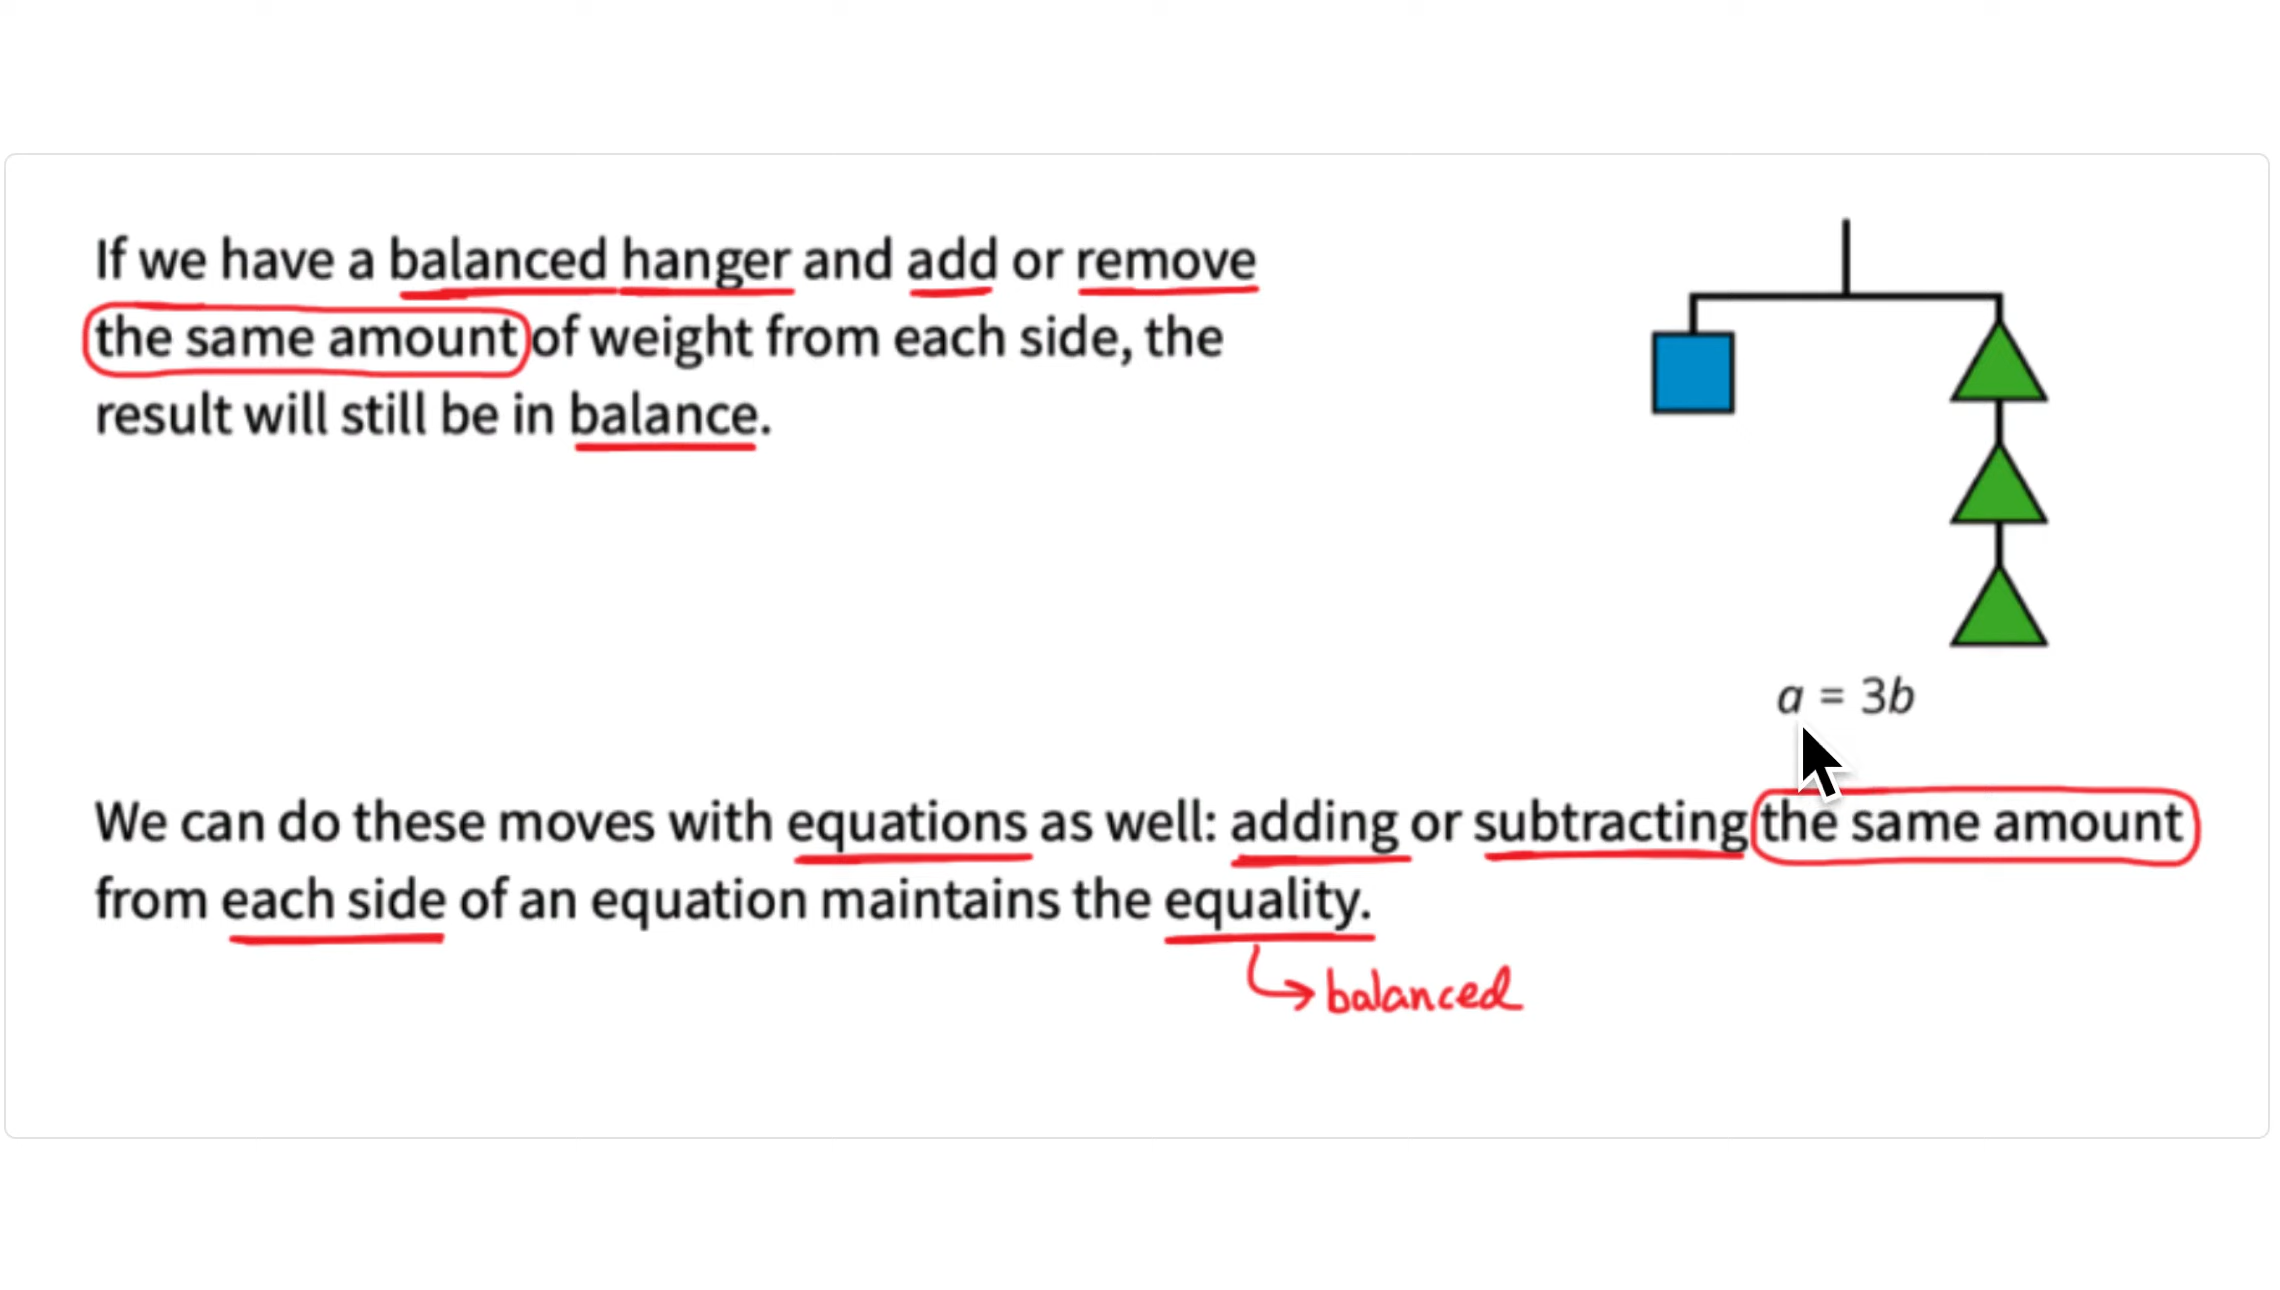 If we have a balanced hanger and add or remove
the same amount of weight from each side, the
result will still be in balance.
a = 3b
We can do these moves with equations as well: adding or subtracting the same amount
from each side of an equation maintains the equality.
balanced